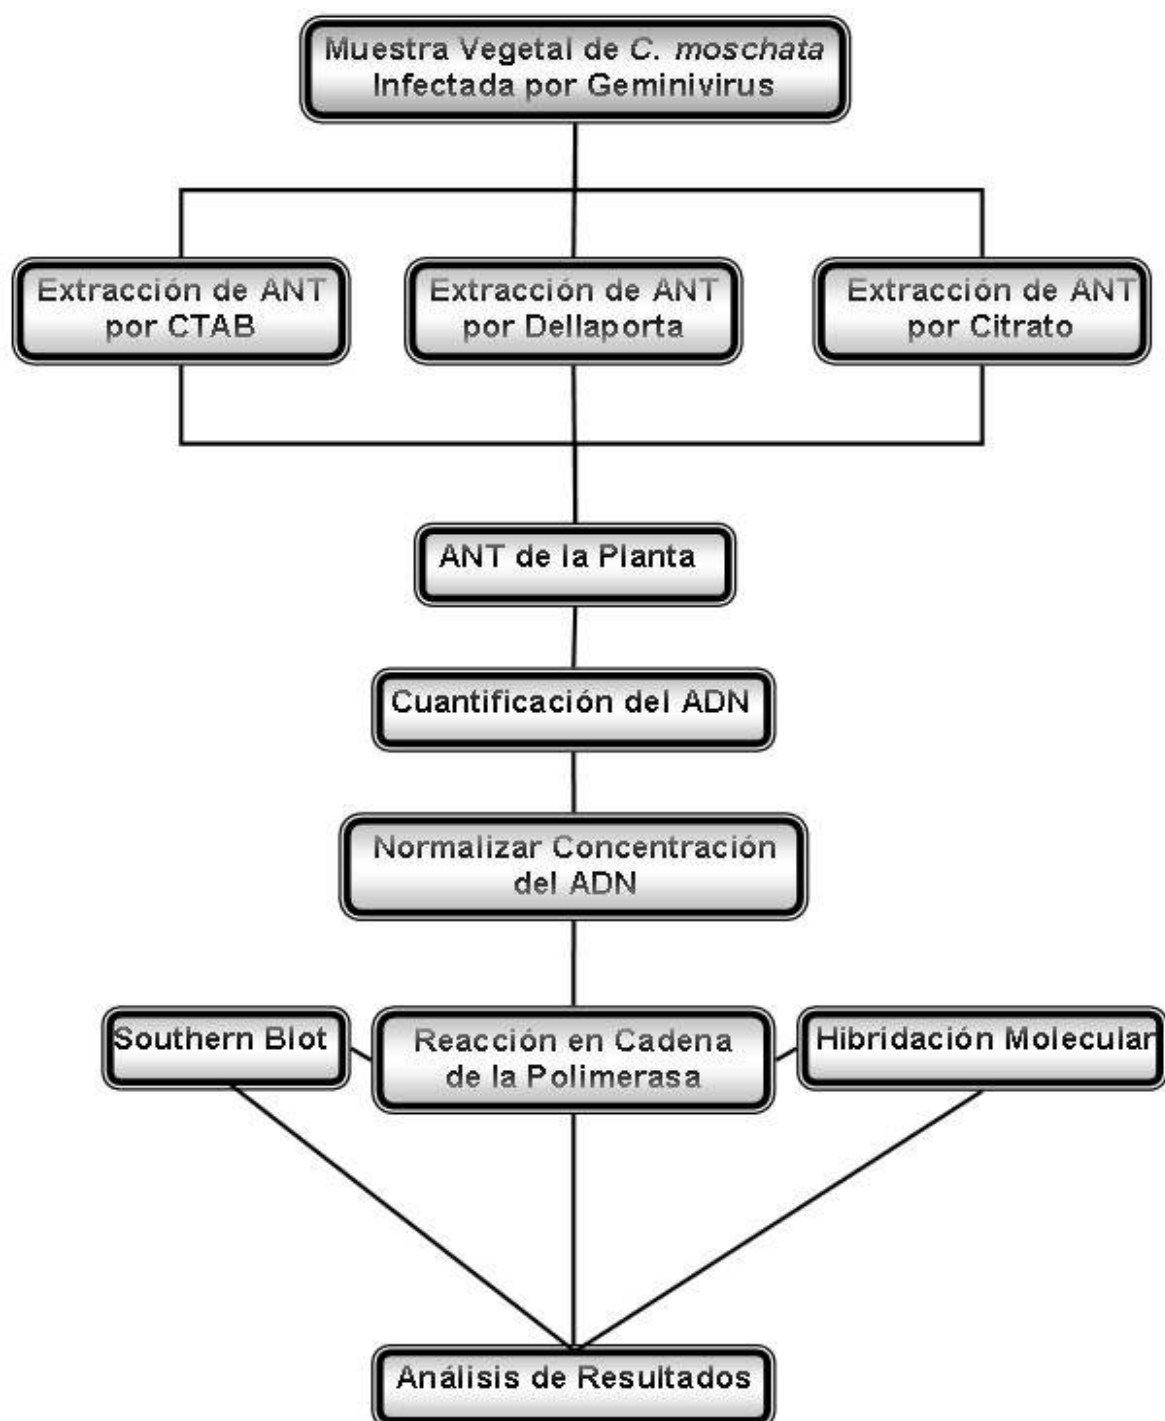 Muestra Vegetal de C. moschata
Infectada por Geminivirus
Extracción de ANT
por CTAB
Extracción de ANT
por Dellaporta
Extracción de ANT
por Citrato
ANT de la Planta
Cuantificación del ADN
Normalizar Concentración
del ADN
Southern Blot
Reacción en Cadena
de la Polimerasa
Hibridación Molecular
Análisis de Resultados